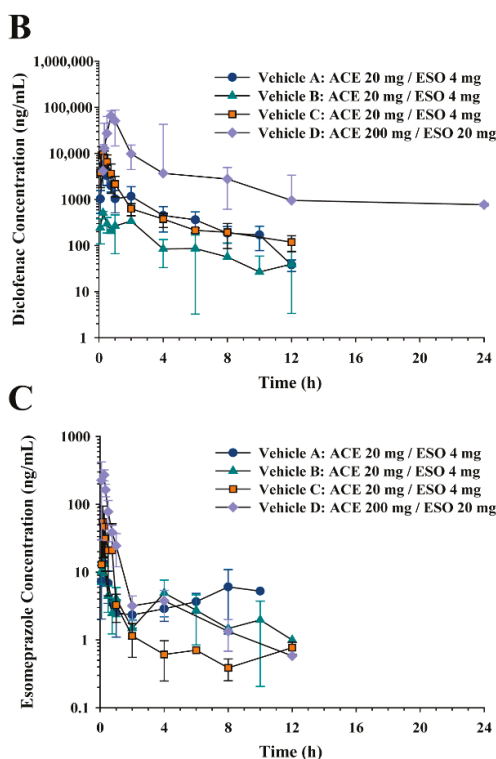 B
1,000,000
100,000
10,000
1000
100
10
1
Diclofenac Concentration (ng/mL)
Vehicle A: ACE 20 mg / ESO 4 mg
Vehicle B: ACE 20 mg / ESO 4 mg
Vehicle C: ACE 20 mg / ESO 4 mg
Vehicle D: ACE 200 mg / ESO 20 mg
0 4 8 12 16 20 24
Time (h)
C
1000
100
10
1
0.1
Esomeprazole Concentration (ng/mL)
Vehicle A: ACE 20 mg / ESO 4 mg
Vehicle B: ACE 20 mg / ESO 4 mg
Vehicle C: ACE 20 mg / ESO 4 mg
Vehicle D: ACE 200 mg / ESO 20 mg
0 4 8 12 16 20 24
Time (h)